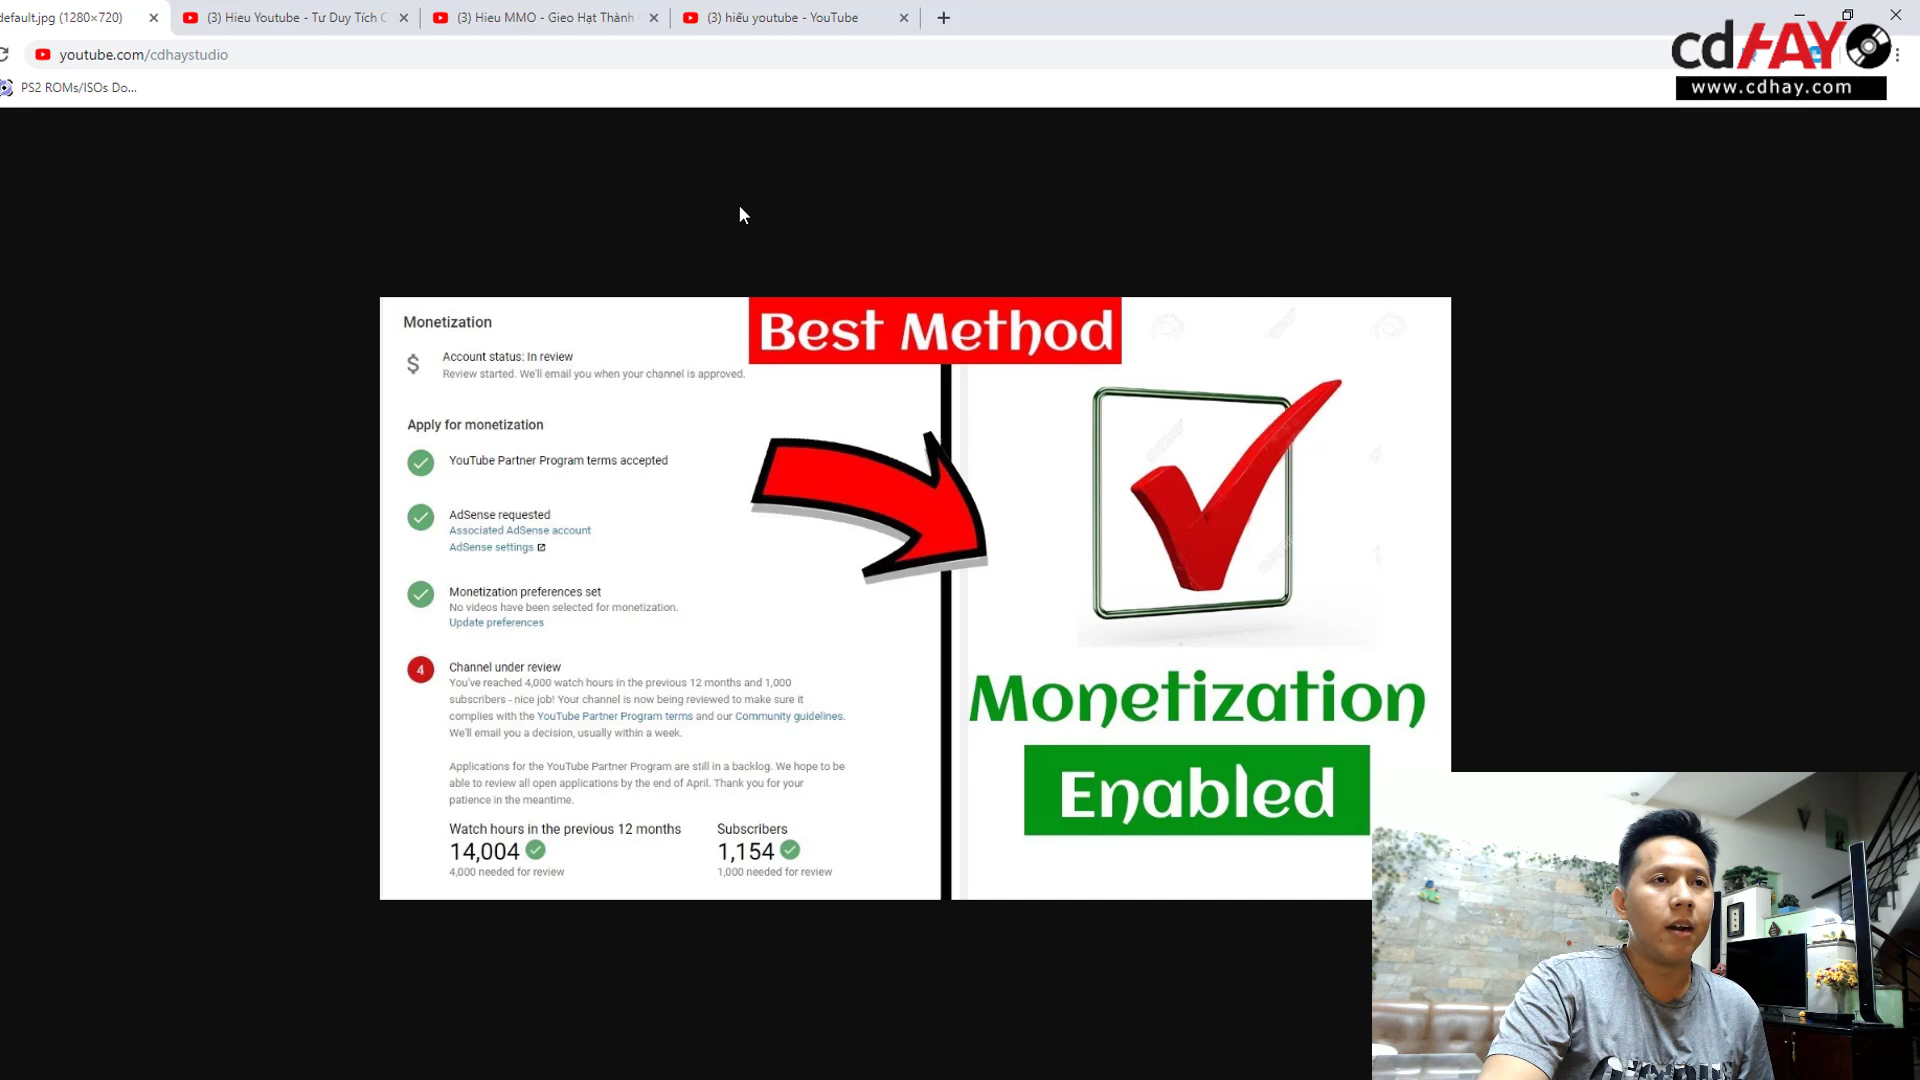 default.jpg (1280×720)
(3) Hieu Youtube - Tư Duy Tích C
(3) Hieu MMO - Gieo Hạt Thành
(3) hiếu youtube - YouTube
youtube.com/cdhaystudio
PS2 ROMs/ISOs Do...
cdHAY
www.cdhay.com
Monetization
Best Method
$
Account status: In review
Review started. We'll email you when your channel is approved.
Apply for monetization
YouTube Partner Program terms accepted
AdSense requested
Associated AdSense account
AdSense settings
Monetization preferences set
No videos have been selected for monetization.
Update preferences
4
Channel under review
You've reached 4,000 watch hours in the previous 12 months and 1,000
subscribers - nice job! Your channel is now being reviewed to make sure it
complies with the YouTube Partner Program terms and our Community guidelines.
We'll email you a decision, usually within a week.
Applications for the YouTube Partner Program are still in a backlog. We hope to be
able to review all open applications by the end of April. Thank you for your
patience in the meantime.
Watch hours in the previous 12 months
14,004
4,000 needed for review
Subscribers
1,154
1,000 needed for review
Monetization
Enabled